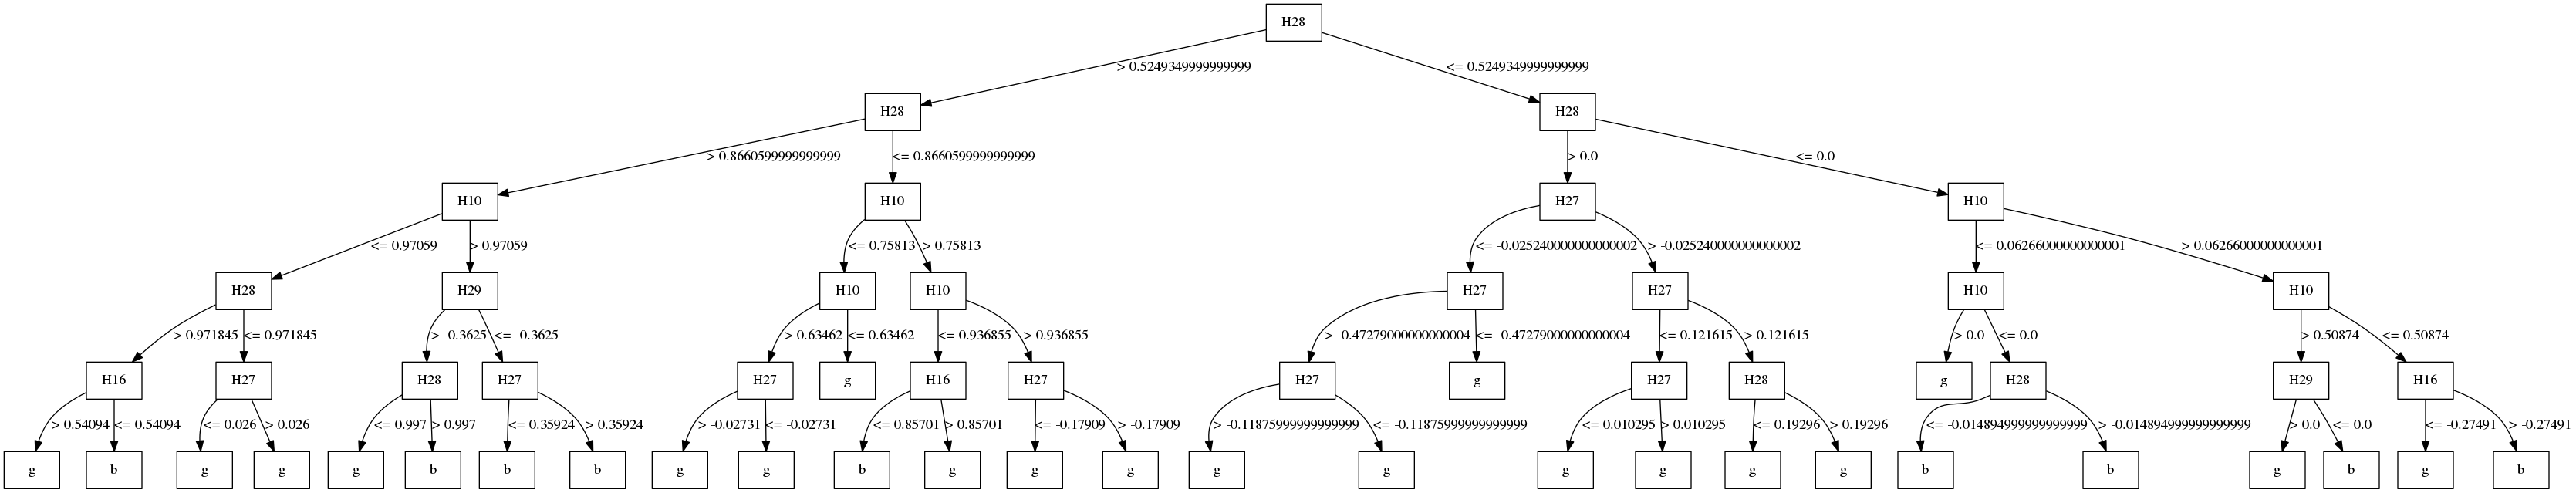 H28
> 0.5249349999999999 <= 0.5249349999999999
H28 H28
> 0.8660599999999999 <= 0.8660599999999999 > 0.0 <= 0.0
H10 H10 H27 H10
<= 0.97059 > 0.97059 <= 0.75813 > 0.75813 <= -0.025240000000000002 > -0.025240000000000002 <= 0.06266000000000001 > 0.06266000000000001
H28 H29 H10 H10 H27 H27 H10 H10
> 0.971845 <= 0.971845 > -0.3625 <= -0.3625 > 0.63462 <= 0.63462 <= 0.936855 > 0.936855 > -0.47279000000000004 <= -0.47279000000000004 <= 0.121615 > 0.121615 > 0.0 <= 0.0 > 0.50874 <= 0.50874
H16 H27 H28 H27 H27 g H16 H27 H27 g H27 H28 g H28 H29 H16
> 0.54094 <= 0.54094 <= 0.026 > 0.026 <= 0.997 > 0.997 <= 0.35924 > 0.35924 > -0.02731 <= -0.02731 <= 0.85701 > 0.85701 <= -0.17909 > -0.17909 > -0.11875999999999999 <= -0.11875999999999999 <= 0.010295 > 0.010295 <= 0.19296 > 0.19296 <= -0.014894999999999999 > -0.014894999999999999 > 0.0 <= 0.0 <= -0.27491 > -0.27491
g b g g g b b b g g b g g g g g g g g g b b g b g b